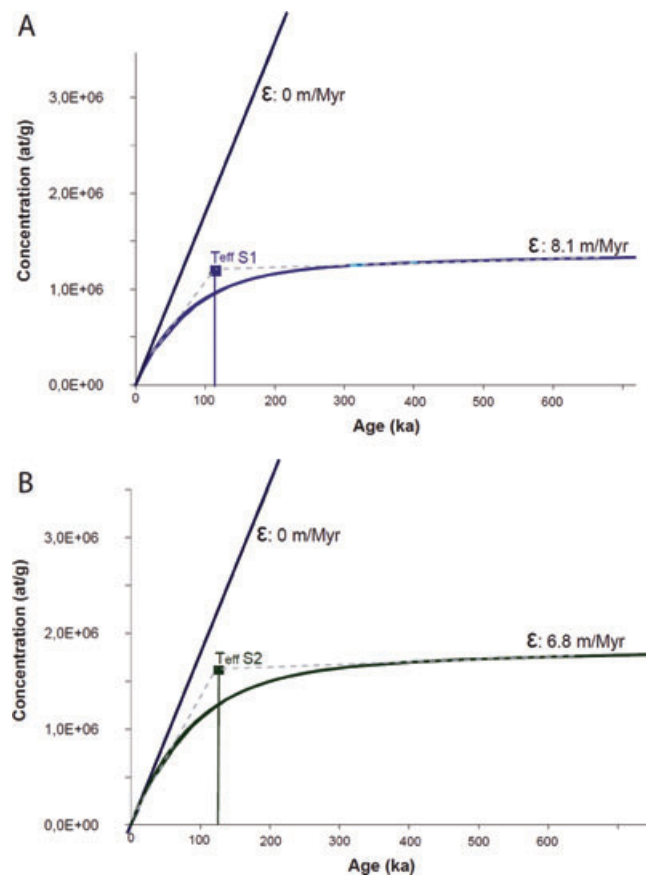 A
3,0E+06
2,0E+06
1,0E+06
0,0E+00
Concentration (at/g)
ε: 0 m/Myr
Teff S1
ε: 8.1 m/Myr
0 100 200 300 400 500 600
Age (ka)
B
3,0E+06
2,0E+06
1,0E+06
0,0E+00
Concentration (at/g)
ε: 0 m/Myr
Teff S2
ε: 6.8 m/Myr
0 100 200 300 400 500 600
Age (ka)